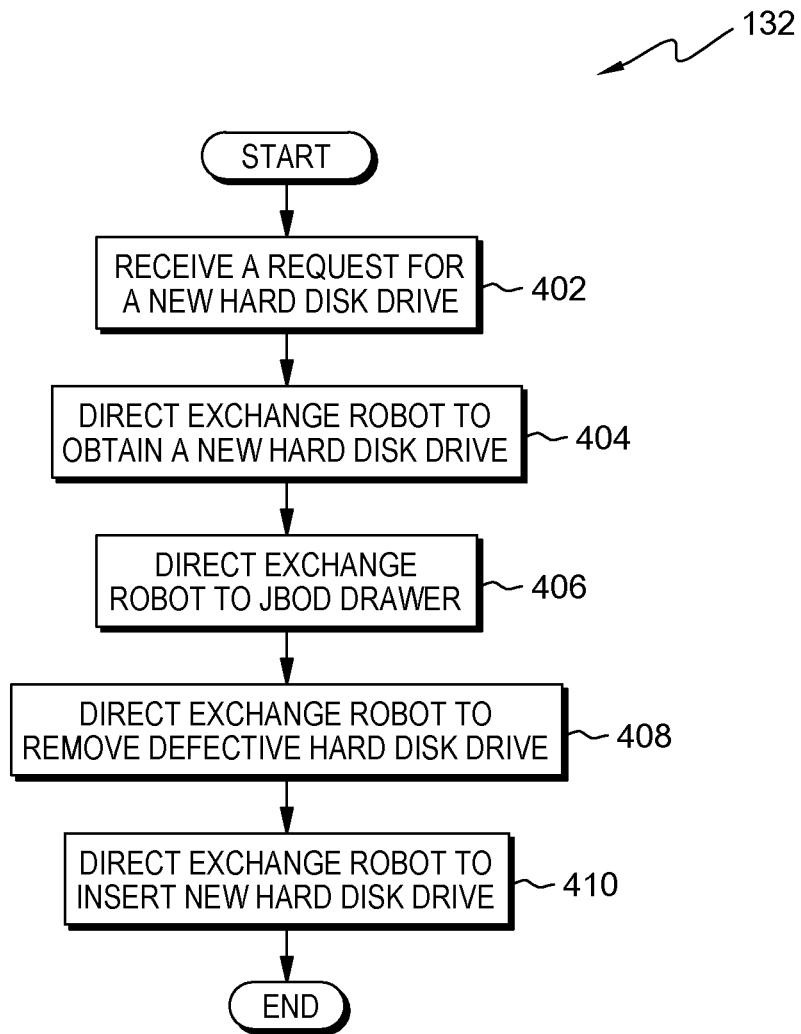 132
START
RECEIVE A REQUEST FOR
A NEW HARD DISK DRIVE
402
DIRECT EXCHANGE ROBOT TO
OBTAIN A NEW HARD DISK DRIVE
404
DIRECT EXCHANGE
ROBOT TO JBOD DRAWER
406
DIRECT EXCHANGE ROBOT TO
REMOVE DEFECTIVE HARD DISK DRIVE
408
DIRECT EXCHANGE ROBOT TO
INSERT NEW HARD DISK DRIVE
410
END